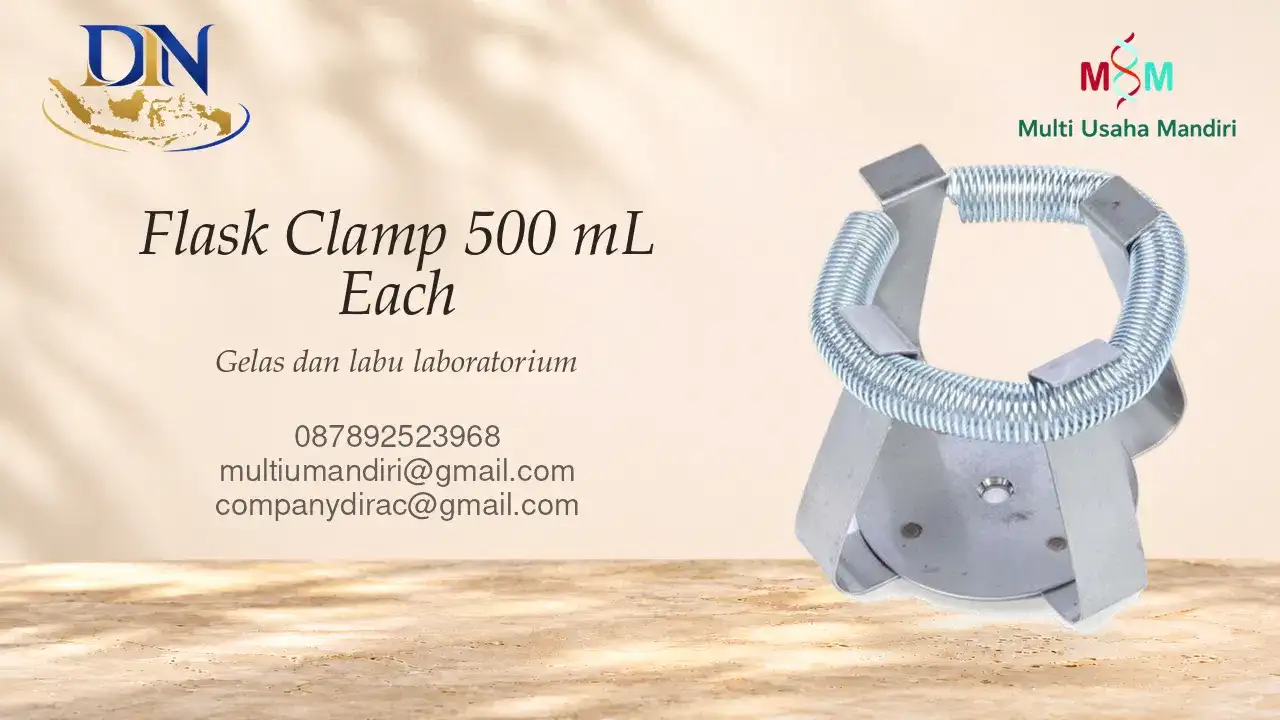 DIN
M M
Multi Usaha Mandiri
Flask Clamp 500 mL
Each
Gelas dan labu laboratorium
087892523968
multiumandiri@gmail.com
companydirac@gmail.com